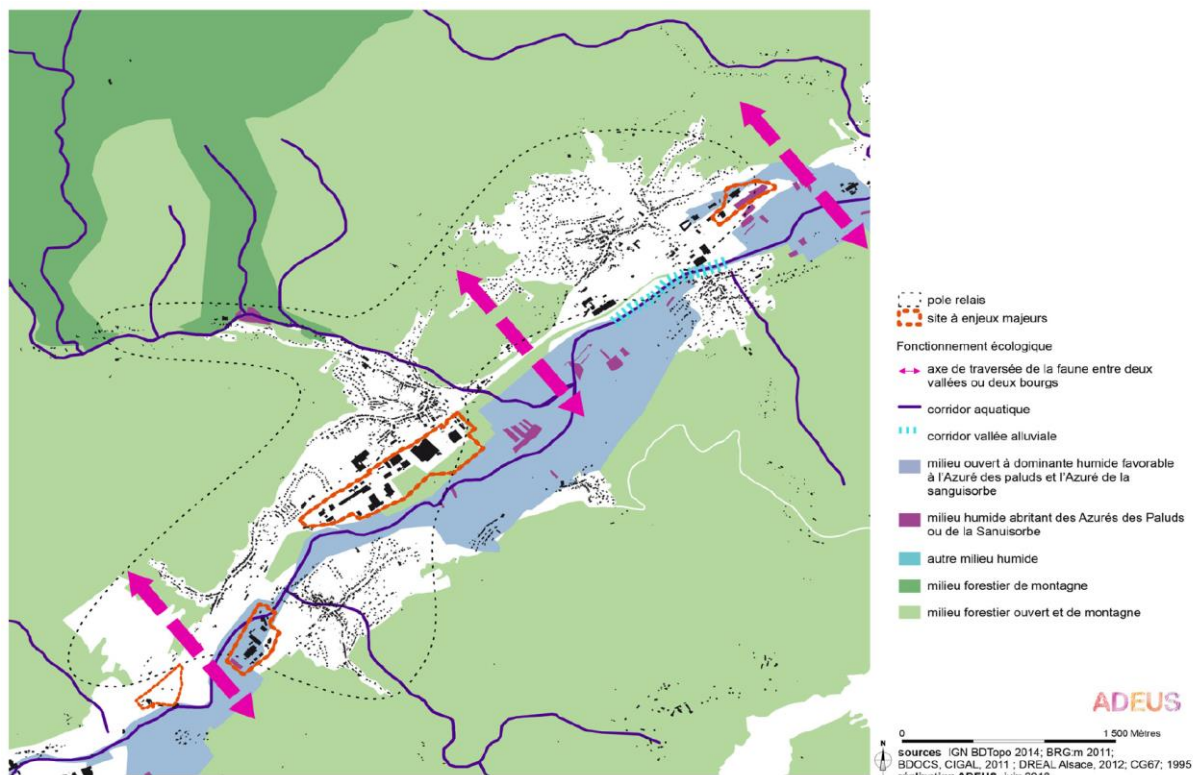 pole relais
site à enjeux majeurs
Fonctionnement écologique
axe de traversée de la faune entre deux
vallées ou deux bourgs
corridor aquatique
corridor vallée alluviale
milieu ouvert à dominante humide favorable
à l'Azuré des paluds et l'Azuré de la
sanguisorbe
milieu humide abritant des Azurés des Paluds
ou de la Sanuisorbe
autre milieu humide
milieu forestier de montagne
milieu forestier ouvert et de montagne
ADEUS
0 1 500 Mètres
N
sources IGN BDTopo 2014; BRG:m 2011;
BDOCS, CIGAL, 2011 ; DREAL Alsace, 2012; CG67; 1995